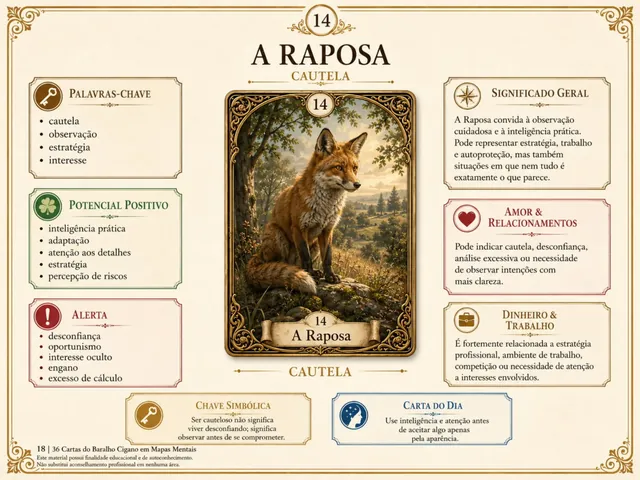 14
A RAPOSA
CAUTELA
PALAVRAS-CHAVE
• cautela
• observação
• estratégia
• interesse
POTENCIAL POSITIVO
• inteligência prática
• adaptação
• atenção aos detalhes
• estratégia
• percepção de riscos
ALERTA
• desconfiança
• oportunismo
• interesse oculto
• engano
• excesso de cálculo
14
14
A Raposa
CAUTELA
SIGNIFICADO GERAL
A Raposa convida à observação
cuidadosa e à inteligência prática.
Pode representar estratégia, trabalho
e autoproteção, mas também
situações em que nem tudo é
exatamente o que parece.
AMOR &
RELACIONAMENTOS
Pode indicar cautela, desconfiança,
análise excessiva ou necessidade
de observar intenções com
mais clareza.
DINHEIRO &
TRABALHO
É fortemente relacionada a estratégia
profissional, ambiente de trabalho,
competição ou necessidade de atenção
a interesses envolvidos.
CHAVE SIMBÓLICA
Ser cauteloso não significa
viver desconfiando; significa
observar antes de se comprometer.
CARTA DO DIA
Use inteligência e atenção antes
de aceitar algo apenas
pela aparência.
18 | 36 Cartas do Baralho Cigano em Mapas Mentais
Este material possui finalidade educacional e de autoconhecimento.
Não substitui aconselhamento profissional em nenhuma área.